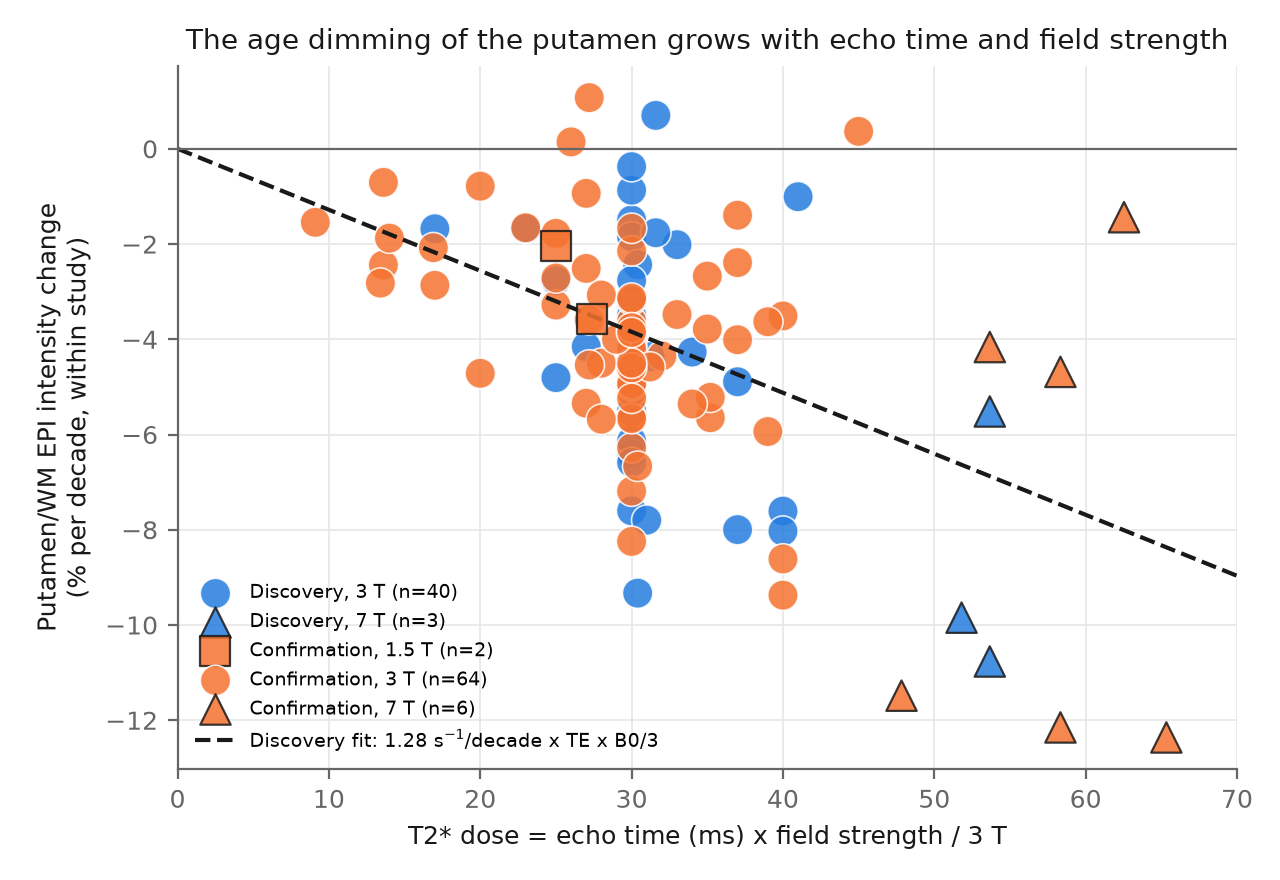 The age dimming of the putamen grows with echo time and field strength
Putamen/WM EPI intensity change
(% per decade, within study)
0
−2
−4
−6
−8
−10
−12
Discovery, 3 T (n=40)
Discovery, 7 T (n=3)
Confirmation, 1.5 T (n=2)
Confirmation, 3 T (n=64)
Confirmation, 7 T (n=6)
Discovery fit: 1.28 s⁻¹/decade x TE x B0/3
0 10 20 30 40 50 60 70
T2* dose = echo time (ms) x field strength / 3 T